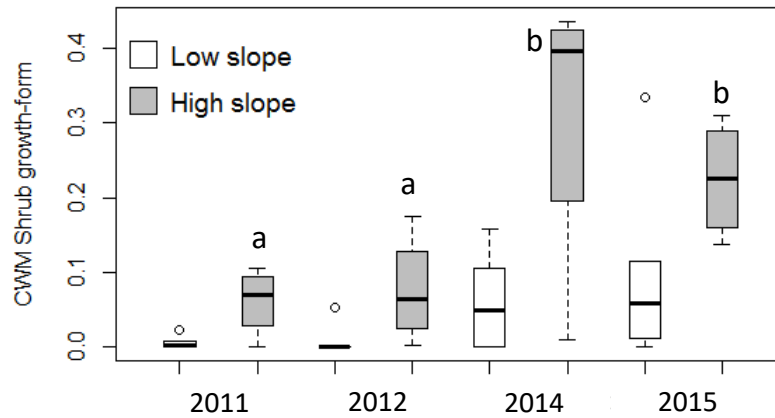 CWM Shrub growth-form
0.4
0.3
0.2
0.1
0.0
Low slope
High slope
a
a
b
b
2011
2012
2014
2015